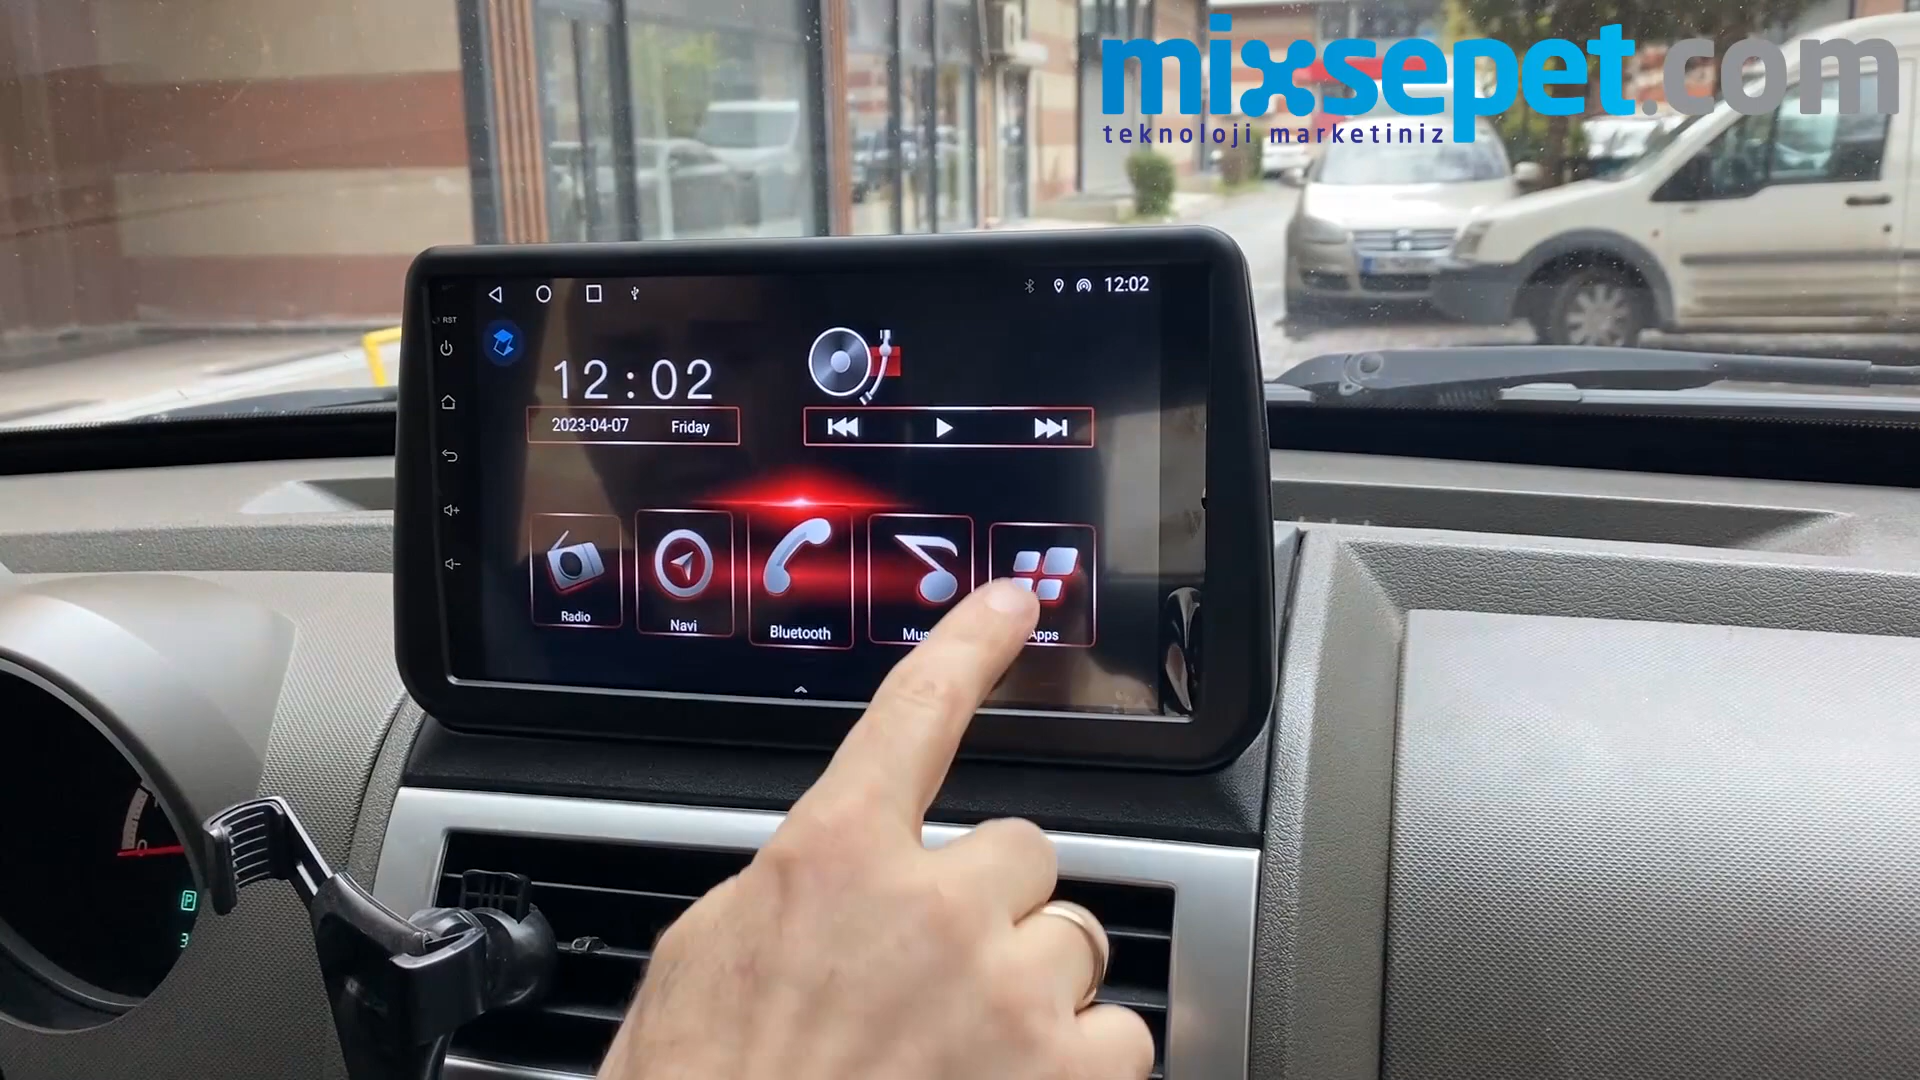 mixsepet.com
teknoloji marketiniz
12:02
RST
12:02
2023-04-07 Friday
Radio
Navi
Bluetooth
Apps
P